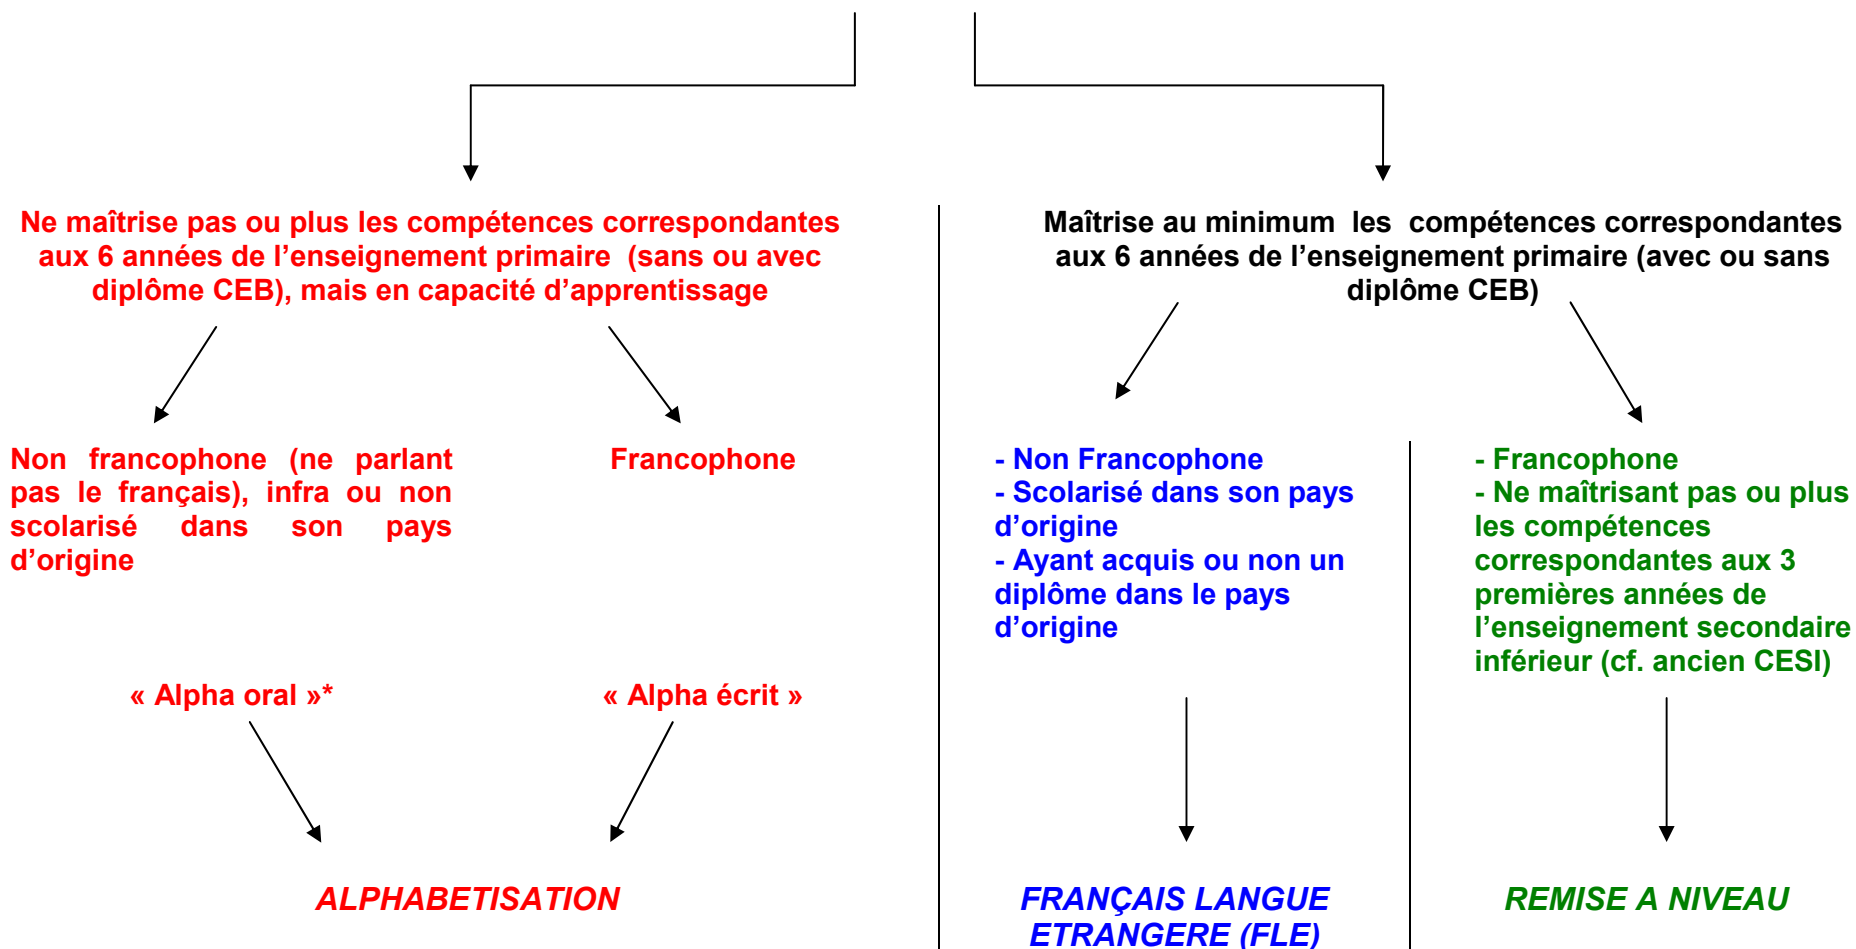 Ne maîtrise pas ou plus les compétences correspondantes
aux 6 années de l’enseignement primaire (sans ou avec
diplôme CEB), mais en capacité d’apprentissage
Maîtrise au minimum les compétences correspondantes
aux 6 années de l’enseignement primaire (avec ou sans
diplôme CEB)
Non francophone (ne parlant
pas le français), infra ou non
scolarisé dans son pays
d’origine
Francophone
- Non Francophone
- Scolarisé dans son pays
d’origine
- Ayant acquis ou non un
diplôme dans le pays
d’origine
- Francophone
- Ne maîtrisant pas ou plus
les compétences
correspondantes aux 3
premières années de
l’enseignement secondaire
inférieur (cf. ancien CESI)
« Alpha oral »*
« Alpha écrit »
ALPHABETISATION
FRANÇAIS LANGUE
ETRANGERE (FLE)
REMISE A NIVEAU